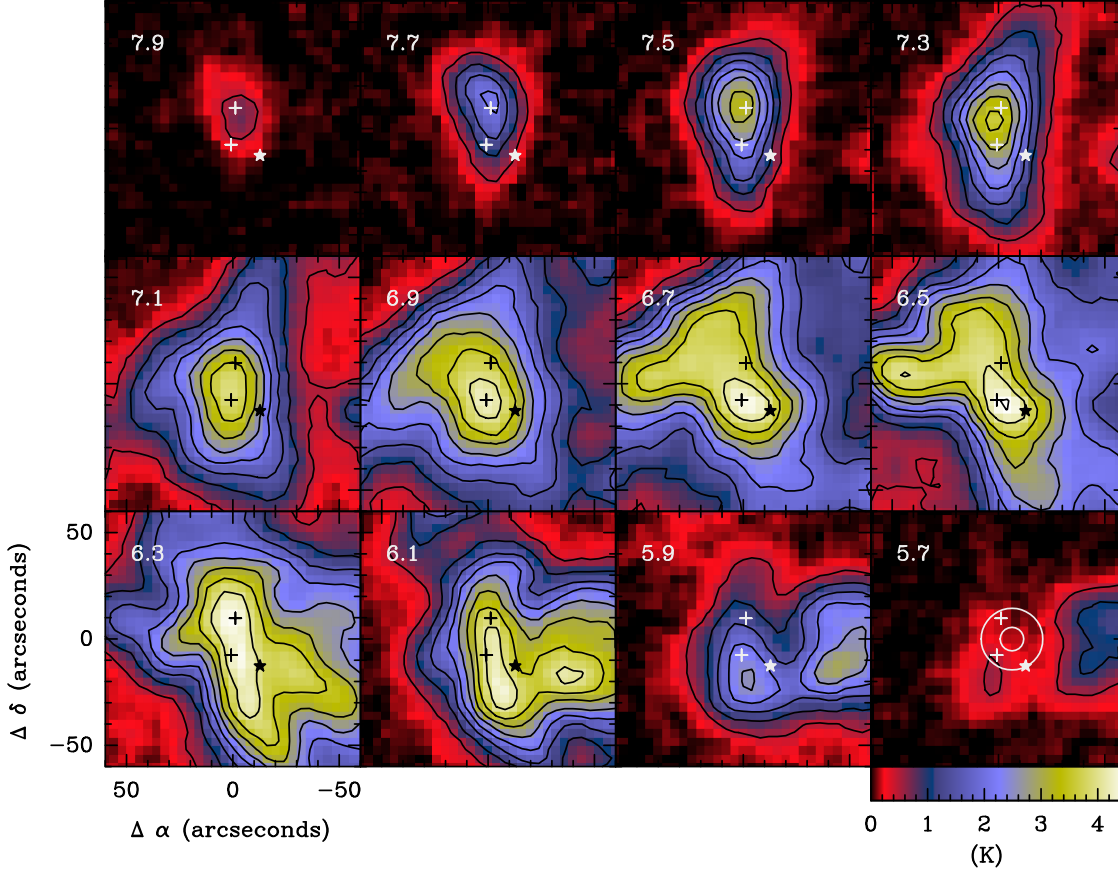 7.9 7.7 7.5 7.3
7.1 6.9 6.7 6.5
6.3 6.1 5.9 5.7
50
0
−50
Δ δ (arcseconds)
50 0 −50
Δ α (arcseconds)
0 1 2 3 4
(K)